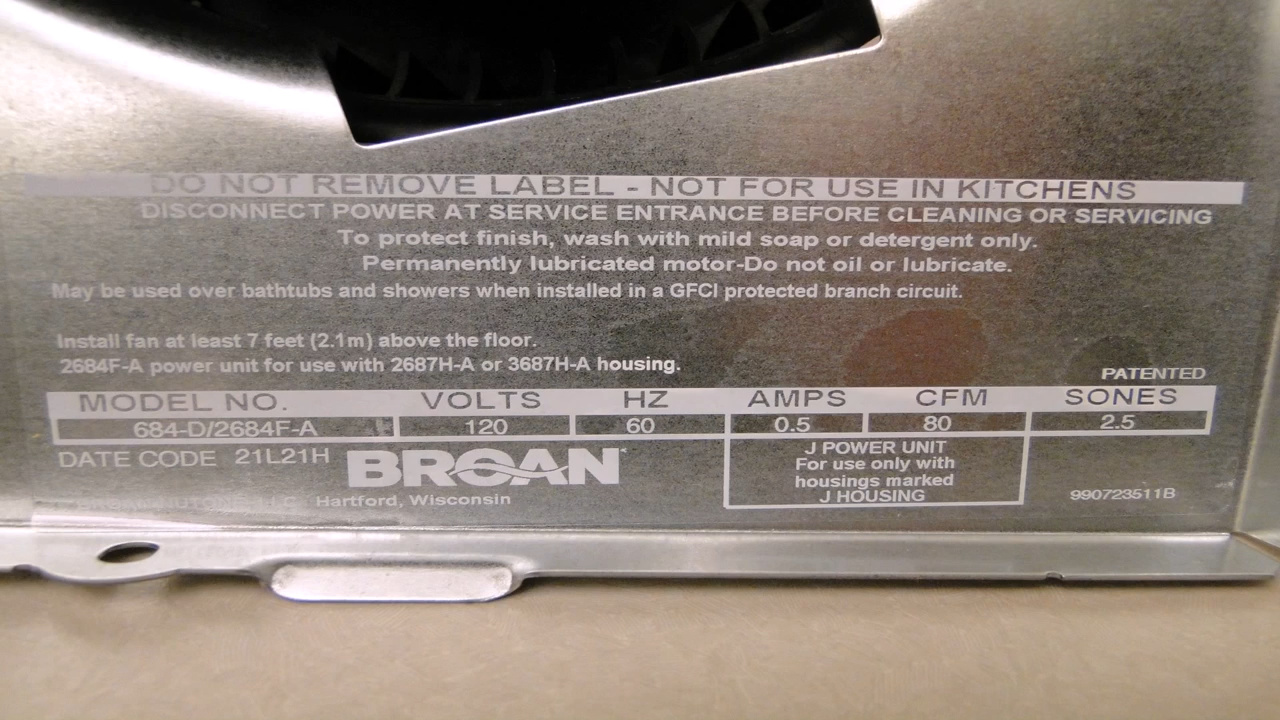 DO NOT REMOVE LABEL - NOT FOR USE IN KITCHENS
DISCONNECT POWER AT SERVICE ENTRANCE BEFORE CLEANING OR SERVICING
To protect finish, wash with mild soap or detergent only.
Permanently lubricated motor-Do not oil or lubricate.
May be used over bathtubs and showers when installed in a GFCI protected branch circuit.
Install fan at least 7 feet (2.1m) above the floor.
2684F-A power unit for use with 2687H-A or 3687H-A housing.
PATENTED
MODEL NO. VOLTS HZ AMPS CFM SONES
684-D/2684F-A 120 60 0.5 80 2.5
DATE CODE 21L21H
BROAN
LLC Hartford, Wisconsin
J POWER UNIT
For use only with
housings marked
J HOUSING
990723511B